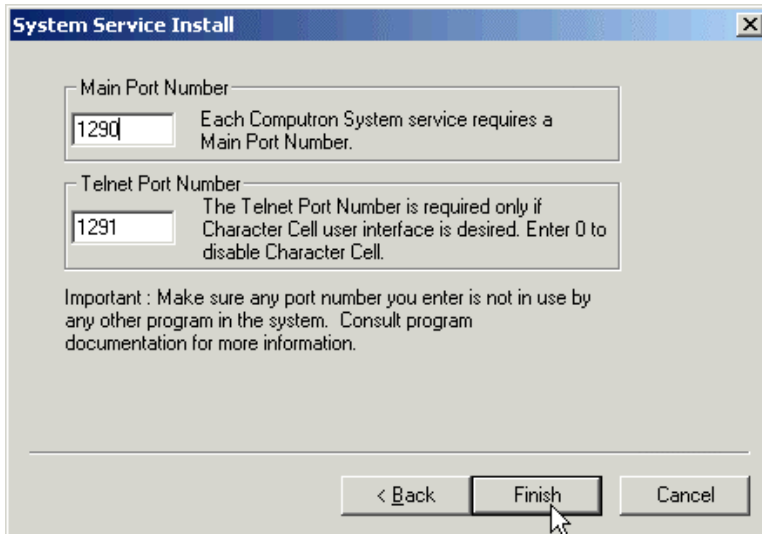 System Service Install
Main Port Number
1290
Each Computron System service requires a
Main Port Number.
Telnet Port Number
1291
The Telnet Port Number is required only if
Character Cell user interface is desired. Enter 0 to
disable Character Cell.
Important : Make sure any port number you enter is not in use by
any other program in the system.  Consult program
documentation for more information.
< Back
Finish
Cancel